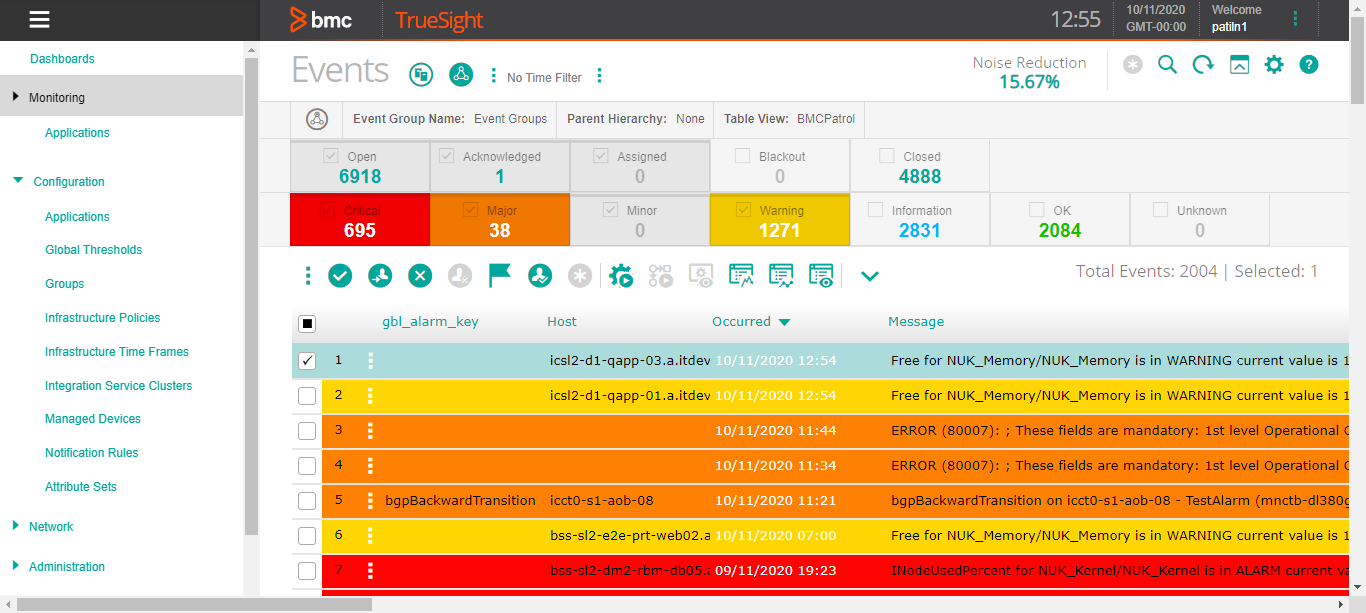 bmc TrueSight 12:55 10/11/2020 GMT-00:00 Welcome patiln1
Dashboards
Monitoring
Applications
Configuration
Applications
Global Thresholds
Groups
Infrastructure Policies
Infrastructure Time Frames
Integration Service Clusters
Managed Devices
Notification Rules
Attribute Sets
Network
Administration
Events No Time Filter Noise Reduction
15.67%
Event Group Name: Event Groups Parent Hierarchy: None Table View: BMCPatrol
Open Acknowledged Assigned Blackout Closed
6918 1 0 0 4888
Critical Major Minor Warning Information OK Unknown
695 38 0 1271 2831 2084 0
Total Events: 2004 | Selected: 1
gbl_alarm_key Host Occurred Message
1 icsl2-d1-qapp-03.a.itdev 10/11/2020 12:54 Free for NUK_Memory/NUK_Memory is in WARNING current value is 1
2 icsl2-d1-qapp-01.a.itdev 10/11/2020 12:54 Free for NUK_Memory/NUK_Memory is in WARNING current value is 1
3 10/11/2020 11:44 ERROR (80007): ; These fields are mandatory: 1st level Operational
4 10/11/2020 11:34 ERROR (80007): ; These fields are mandatory: 1st level Operational
5 bgpBackwardTransition icct0-s1-aob-08 10/11/2020 11:21 bgpBackwardTransition on icct0-s1-aob-08 - TestAlarm (mnctb-dl380g
6 bss-sl2-e2e-prt-web02.a 10/11/2020 07:00 Free for NUK_Memory/NUK_Memory is in WARNING current value is 1
7 bss-sl2-dm2-rbm-db05. 09/11/2020 19:23 INodeUsedPercent for NUK_Kernel/NUK_Kernel is in ALARM current va